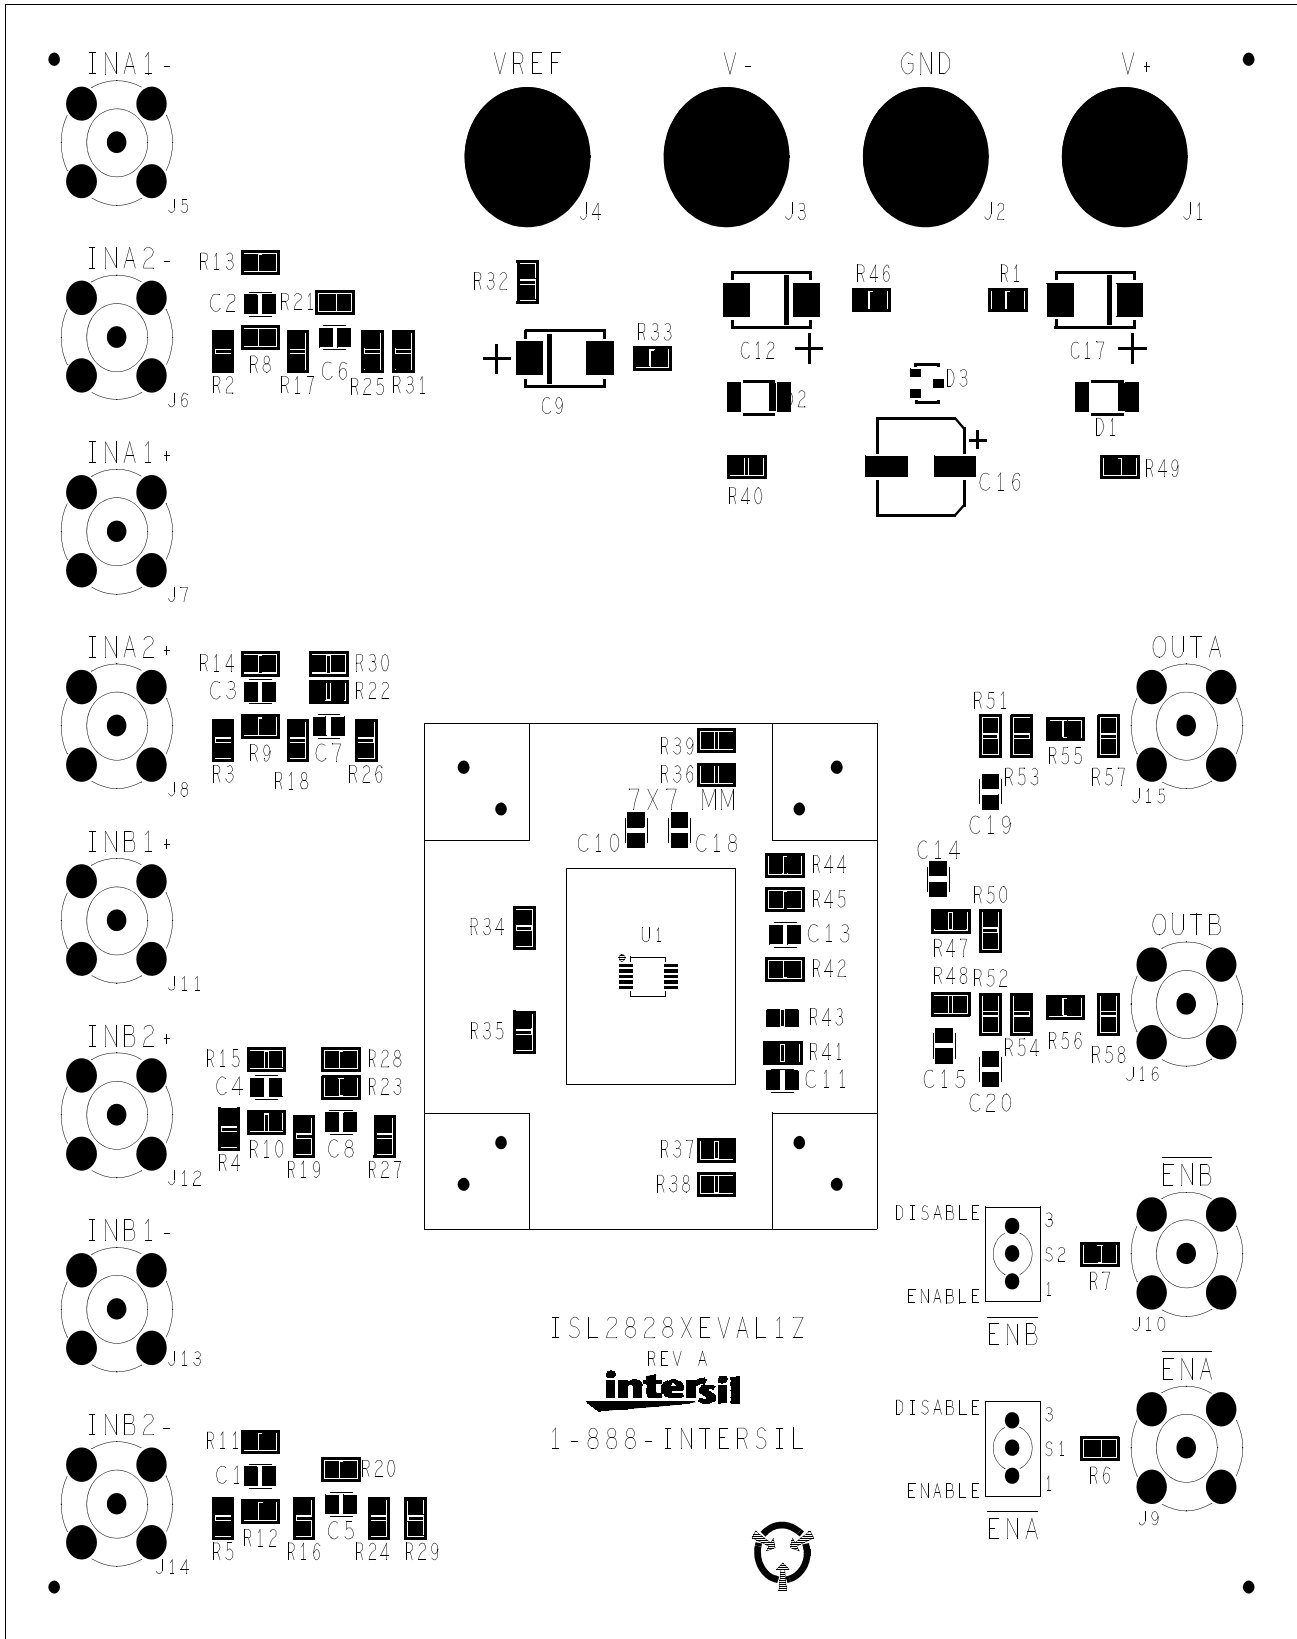 INA1-
VREF
V-
GND
V+
J5
J4
J3
J2
J1
INA2-
R13
C2
R21
R32
R46
R1
R33
C12
C17
R2
R8
R17
C6
R25
R31
J6
C9
D3
D2
D1
INA1+
R40
C16
R49
J7
INA2+
OUTA
R14
R30
C3
R22
R51
R9
C7
R3
R18
R26
J8
R39
R36
7X7 MM
R53
R55
R57
J15
C19
INB1+
C10
C18
C14
R44
R45
R50
R34
U1
C13
R47
OUTB
R42
R48
R52
J11
INB2+
R35
R43
R41
C11
R54
R56
R58
J16
C15
C20
R15
R28
C4
R23
R4
R10
R19
C8
R27
J12
R37
R38
ENB
INB1-
DISABLE
3
S2
1
ENABLE
ENB
R7
J10
J13
ISL2828XEVAL1Z
REV A
intersil
1-888-INTERSIL
ENA
DISABLE
3
S1
1
ENABLE
ENA
R6
J9
INB2-
R11
C1
R20
R5
R12
R16
C5
R24
R29
J14